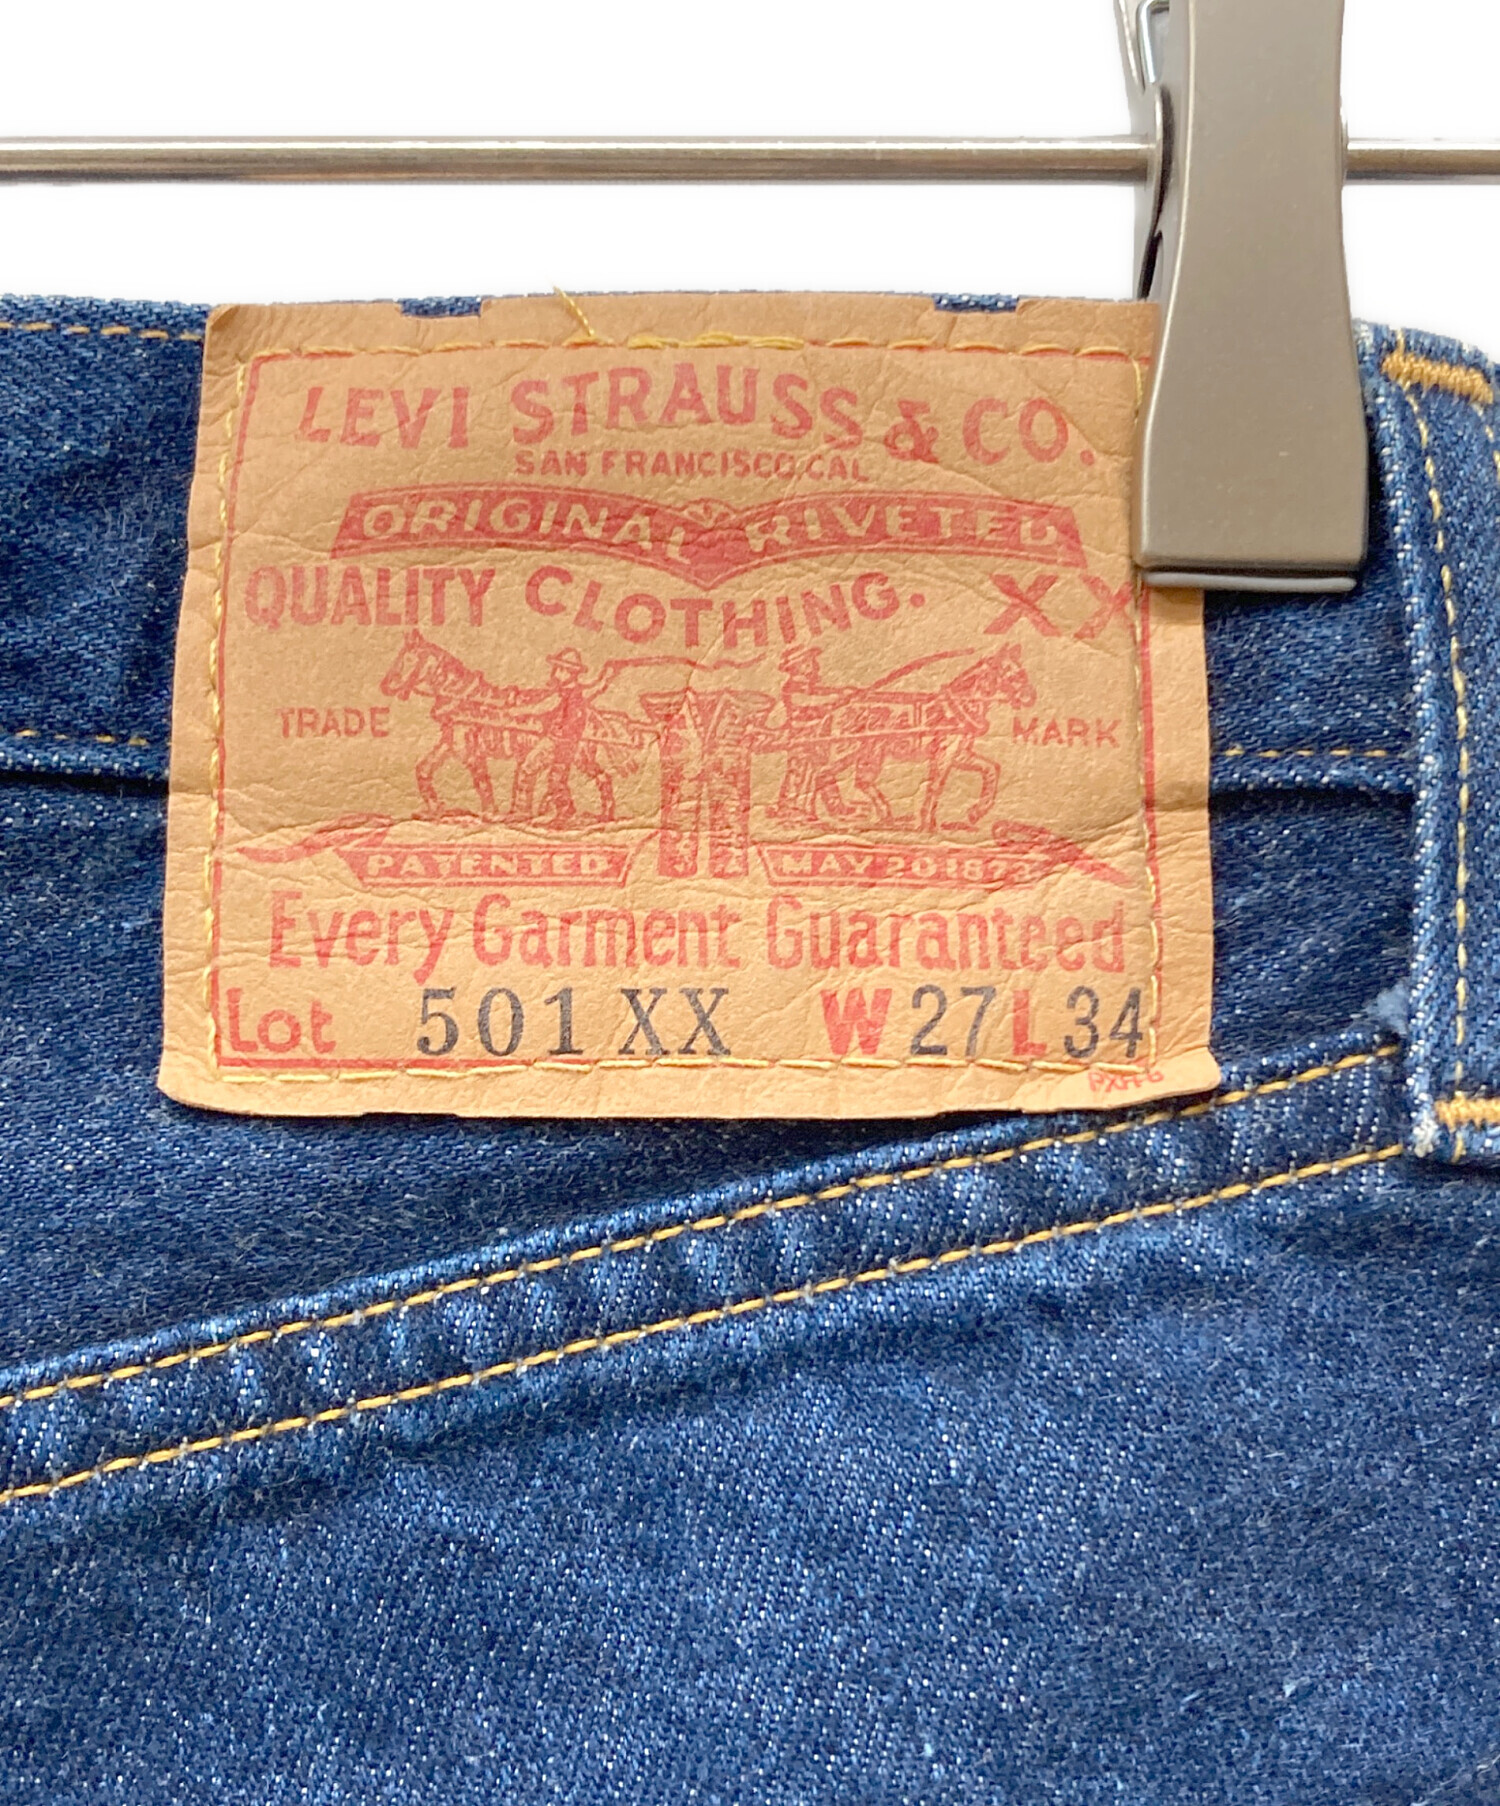 LEVI STRAUSS & CO.
SAN FRANCISCO, CAL
ORIGINAL RIVETED
QUALITY CLOTHING. XX
TRADE MARK
PATENTED MAY 20 1873
Every Garment Guaranteed
Lot 501 XX W 27 L 34